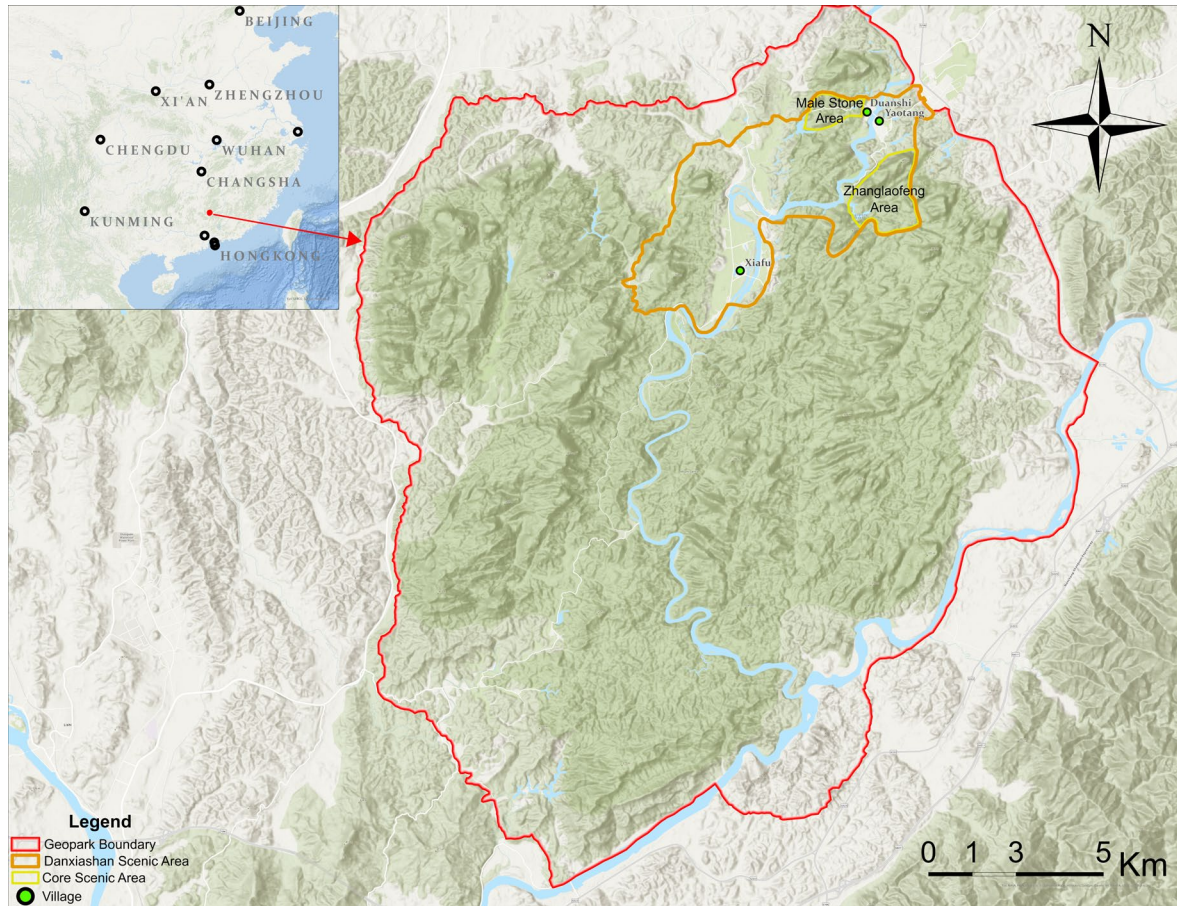 BEIJING
XI'AN
ZHENGZHOU
CHENGDU
WUHAN
CHANGSHA
KUNMING
HONGKONG
N
Male Stone
Area
Duanshi
Yaotang
Zhanglaofeng
Area
Xiafu
Legend
Geopark Boundary
Danxiashan Scenic Area
Core Scenic Area
Village
0 1 3 5 Km